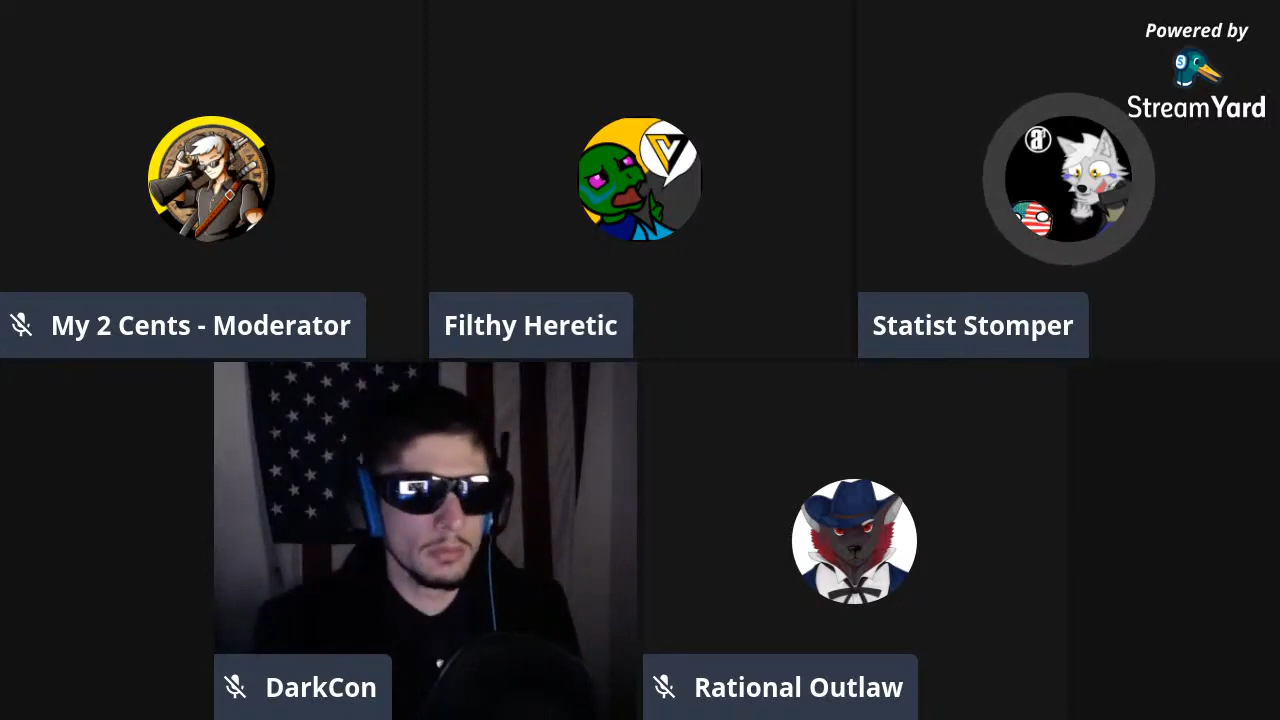 Powered by
StreamYard
My 2 Cents - Moderator
Filthy Heretic
Statist Stomper
DarkCon
Rational Outlaw